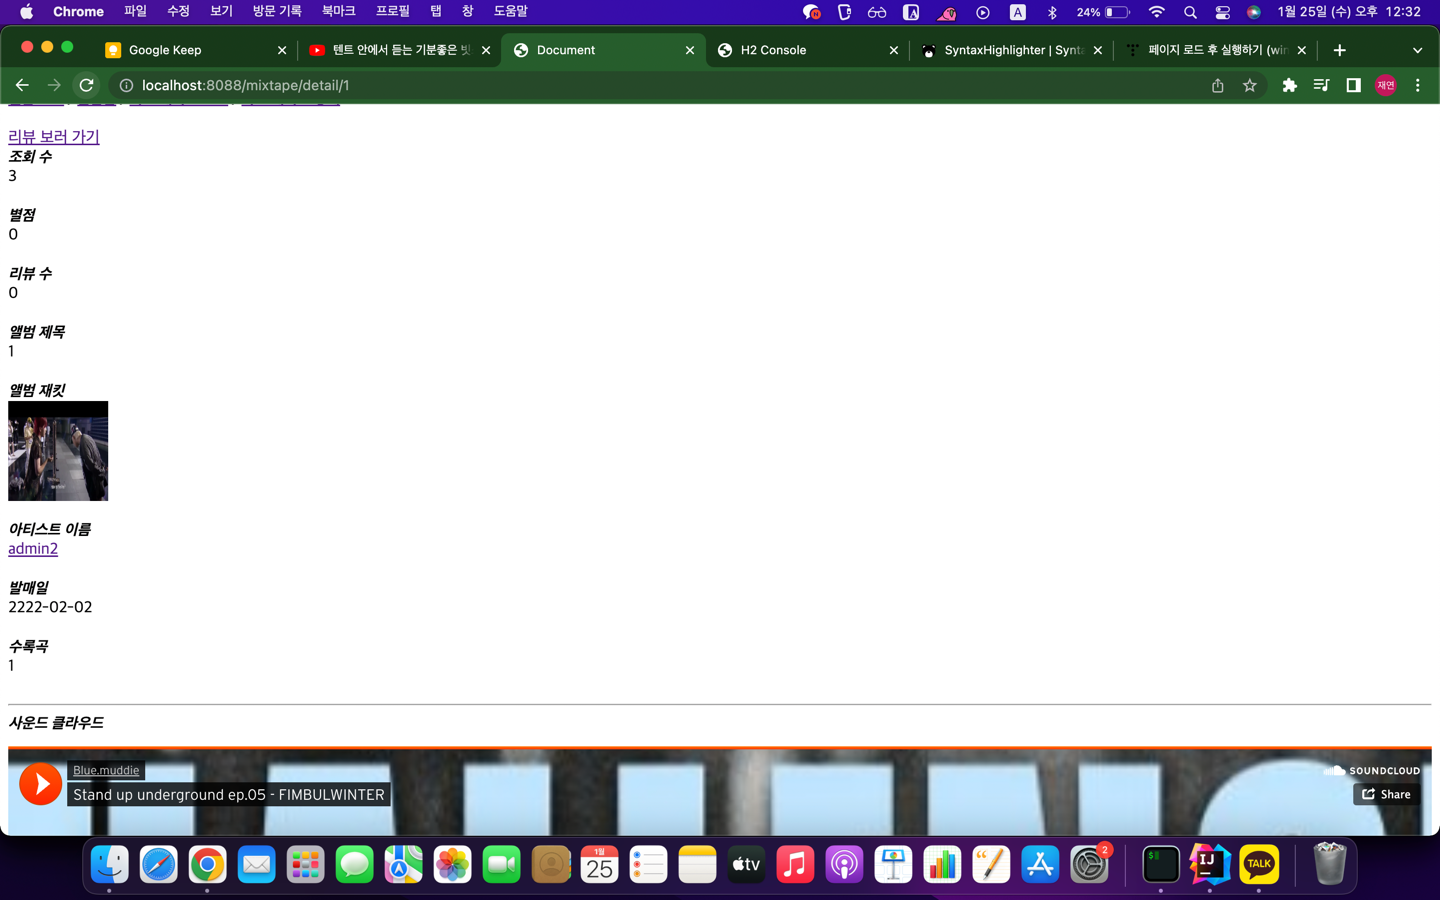 Chrome 파일 수정 보기 방문 기록 북마크 프로필 탭 창 도움말 24% A 1월 25일 (수) 오후 12:32
Google Keep
텐트 안에서 듣는 기분좋은 빗
Document
H2 Console
SyntaxHighlighter | Synta
페이지 로드 후 실행하기 (win
localhost:8088/mixtape/detail/1
재연
리뷰 보러 가기
조회 수
3
별점
0
리뷰 수
0
앨범 제목
1
앨범 재킷
아티스트 이름
admin2
발매일
2222-02-02
수록곡
1
사운드 클라우드
Blue.muddie
SOUNDCLOUD
Stand up underground ep.05 - FIMBULWINTER
Share
1월
25
tv
2
$
IJ
TALK